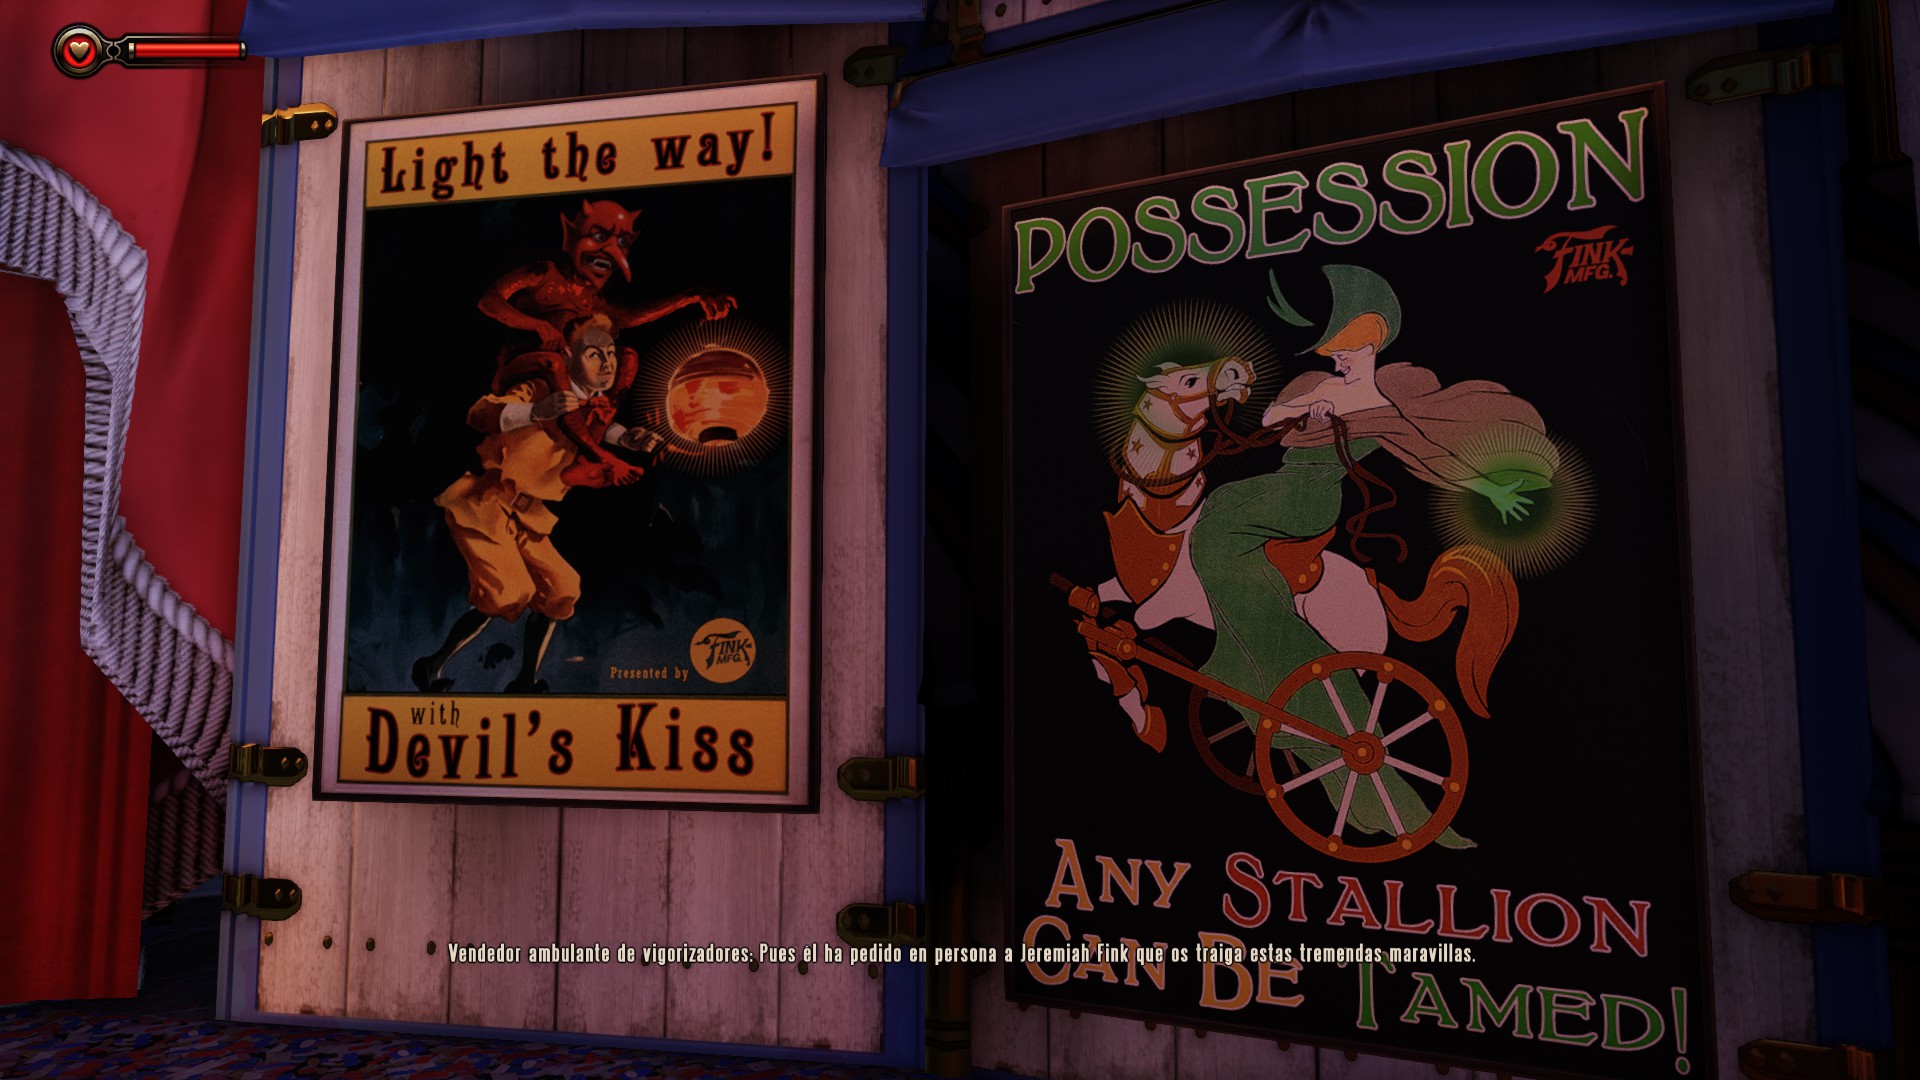 Light the way!
Presented by
FINK
MFG.
with
Devil's Kiss
POSSESSION
FINK
MFG.
ANY STALLION
CAN BE TAMED!
Vendedor ambulante de vigorizadores: Pues él ha pedido en persona a Jeremiah Fink que os traiga estas tremendas maravillas.